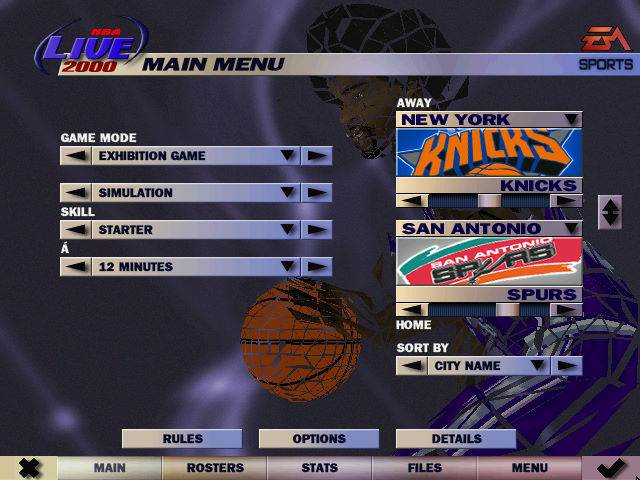 NBA
LIVE
2000
MAIN MENU
EA
SPORTS
GAME MODE
EXHIBITION GAME
SIMULATION
SKILL
STARTER
Á
12 MINUTES
AWAY
NEW YORK
KNICKS
KNICKS
SAN ANTONIO
SAN ANTONIO
SPURS
SPURS
HOME
SORT BY
CITY NAME
RULES
OPTIONS
DETAILS
MAIN
ROSTERS
STATS
FILES
MENU